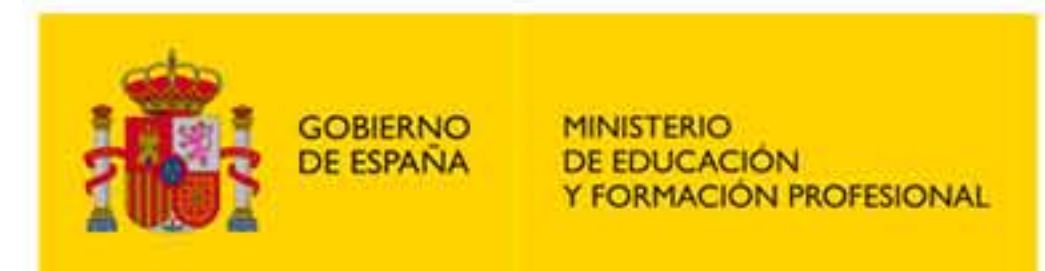 GOBIERNO
DE ESPAÑA
MINISTERIO
DE EDUCACIÓN
Y FORMACIÓN PROFESIONAL